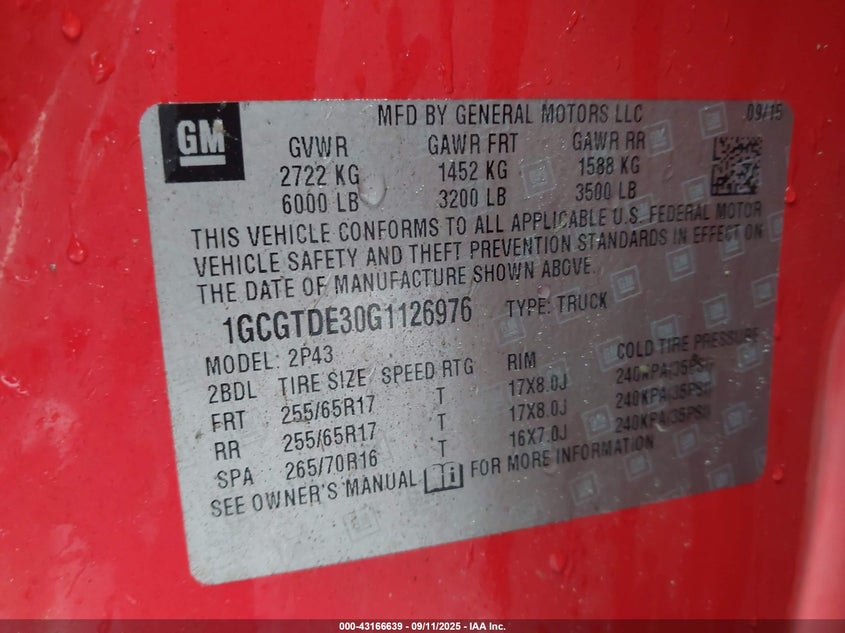 GM
MFD BY GENERAL MOTORS LLC 09/15
GVWR GAWR FRT GAWR RR
2722 KG 1452 KG 1588 KG
6000 LB 3200 LB 3500 LB
THIS VEHICLE CONFORMS TO ALL APPLICABLE U.S. FEDERAL MOTOR
VEHICLE SAFETY AND THEFT PREVENTION STANDARDS IN EFFECT ON
THE DATE OF MANUFACTURE SHOWN ABOVE.
1GCGTDE30G1126976 TYPE: TRUCK
MODEL: 2P43
2BDL TIRE SIZE SPEED RTG RIM COLD TIRE PRESSURE
FRT 255/65R17 T 17X8.0J 240KPA(35PSI)
RR 255/65R17 T 17X8.0J 240KPA(35PSI)
SPA 265/70R16 T 16X7.0J 240KPA(35PSI)
SEE OWNER'S MANUAL FOR MORE INFORMATION
000-43166639 - 09/11/2025 - IAA Inc.